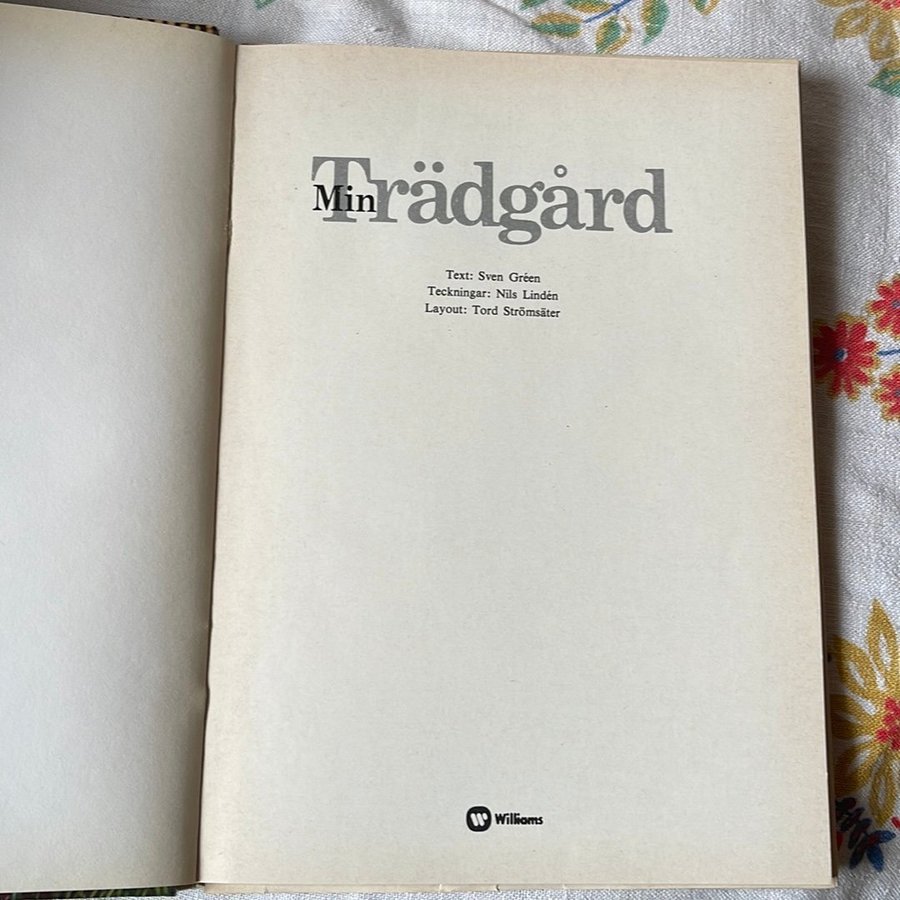 Min Trädgård
Text: Sven Gréen
Teckningar: Nils Lindén
Layout: Tord Strömsäter
Williams